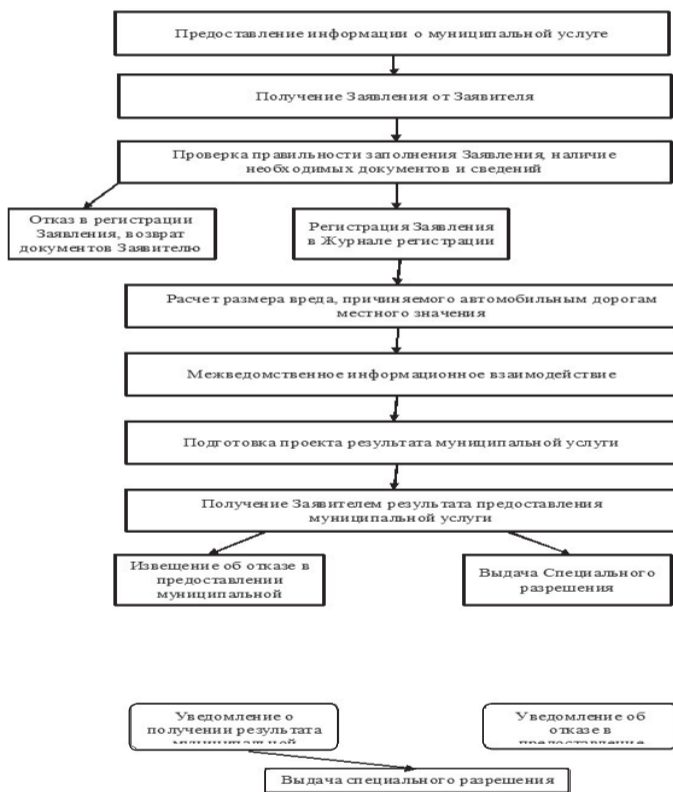 Предоставление информации о муниципальной услуге
Получение Заявления от Заявителя
Проверка правильности заполнения Заявления, наличие
необходимых документов и сведений
Отказ в регистрации
Заявления, возврат
документов Заявителю
Регистрация Заявления
в Журнале регистрации
Расчет размера вреда, причиняемого автомобильным дорогам
местного значения
Межведомственное информационное взаимодействие
Подготовка проекта результата муниципальной услуги
Получение Заявителем результата предоставления
муниципальной услуги
Извещение об отказе в
предоставлении
муниципальной
Выдача Специального
разрешения
Уведомление о
получении результата
муниципальной
Уведомление об
отказе в
предоставление
Выдача специального разрешения